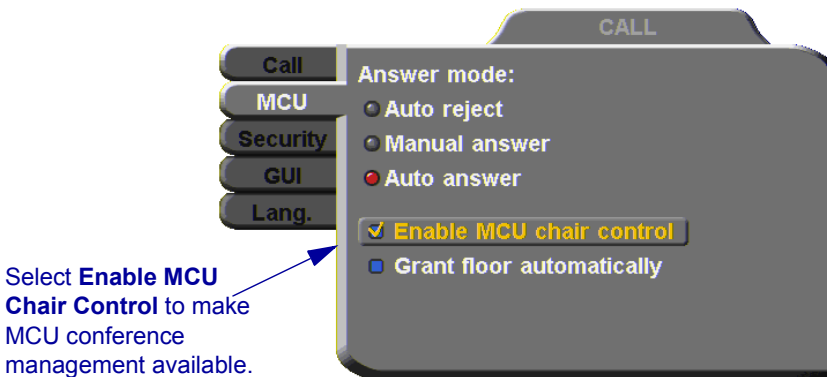 CALL
Call
MCU
Security
GUI
Lang.
Answer mode:
Auto reject
Manual answer
Auto answer
Enable MCU chair control
Grant floor automatically
Select Enable MCU
Chair Control to make
MCU conference
management available.